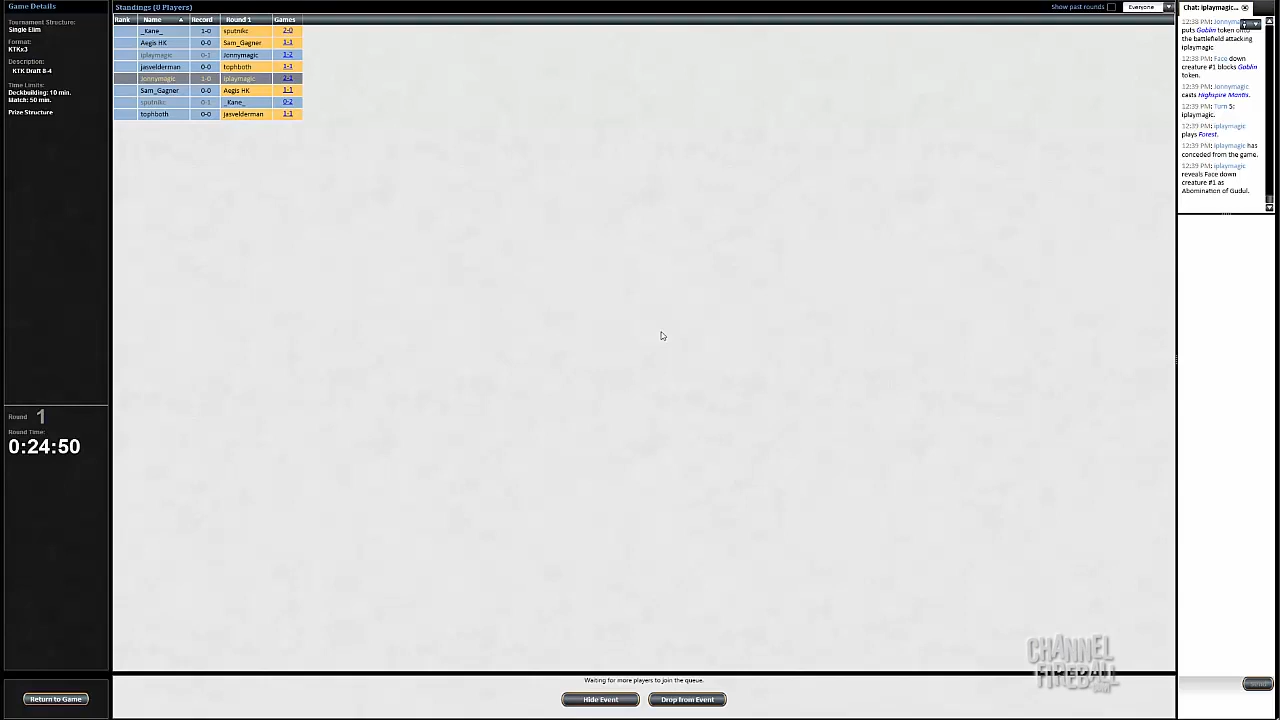 Game Details
Tournament Structure:
Single Elim
Format:
KTKx3
Description:
KTK Draft 8-4
Time Limits:
Deckbuilding: 10 min.
Match: 50 min.
Prize Structure
Round 1
Round Time:
0:24:50
Return to Game
Standings (8 Players)
Show past rounds
Everyone
Rank Name Record Round 1 Games
_Kane_ 1-0 sputnikc 2-0
Aegis HK 0-0 Sam_Gagner 1-1
iplaymagic 0-1 Jonnymagic 1-2
jasvelderman 0-0 tophboth 1-1
Jonnymagic 1-0 iplaymagic 2-1
Sam_Gagner 0-0 Aegis HK 1-1
sputnikc 0-1 _Kane_ 0-2
tophboth 0-0 jasvelderman 1-1
Waiting for more players to join the queue.
Hide Event
Drop from Event
CHANNEL
FIREBALL
Chat: iplaymagic...
12:38 PM:
puts Goblin token onto
the battlefield attacking
iplaymagic
12:38 PM: Face down
creature #1 blocks Goblin
token.
12:39 PM: Jonnymagic
casts Highspire Mantis.
12:39 PM: Turn 5:
iplaymagic.
12:39 PM: iplaymagic
plays Forest.
12:39 PM: iplaymagic has
conceded from the game.
12:39 PM: iplaymagic
reveals Face down
creature #1 as
Abomination of Gudul.
Send